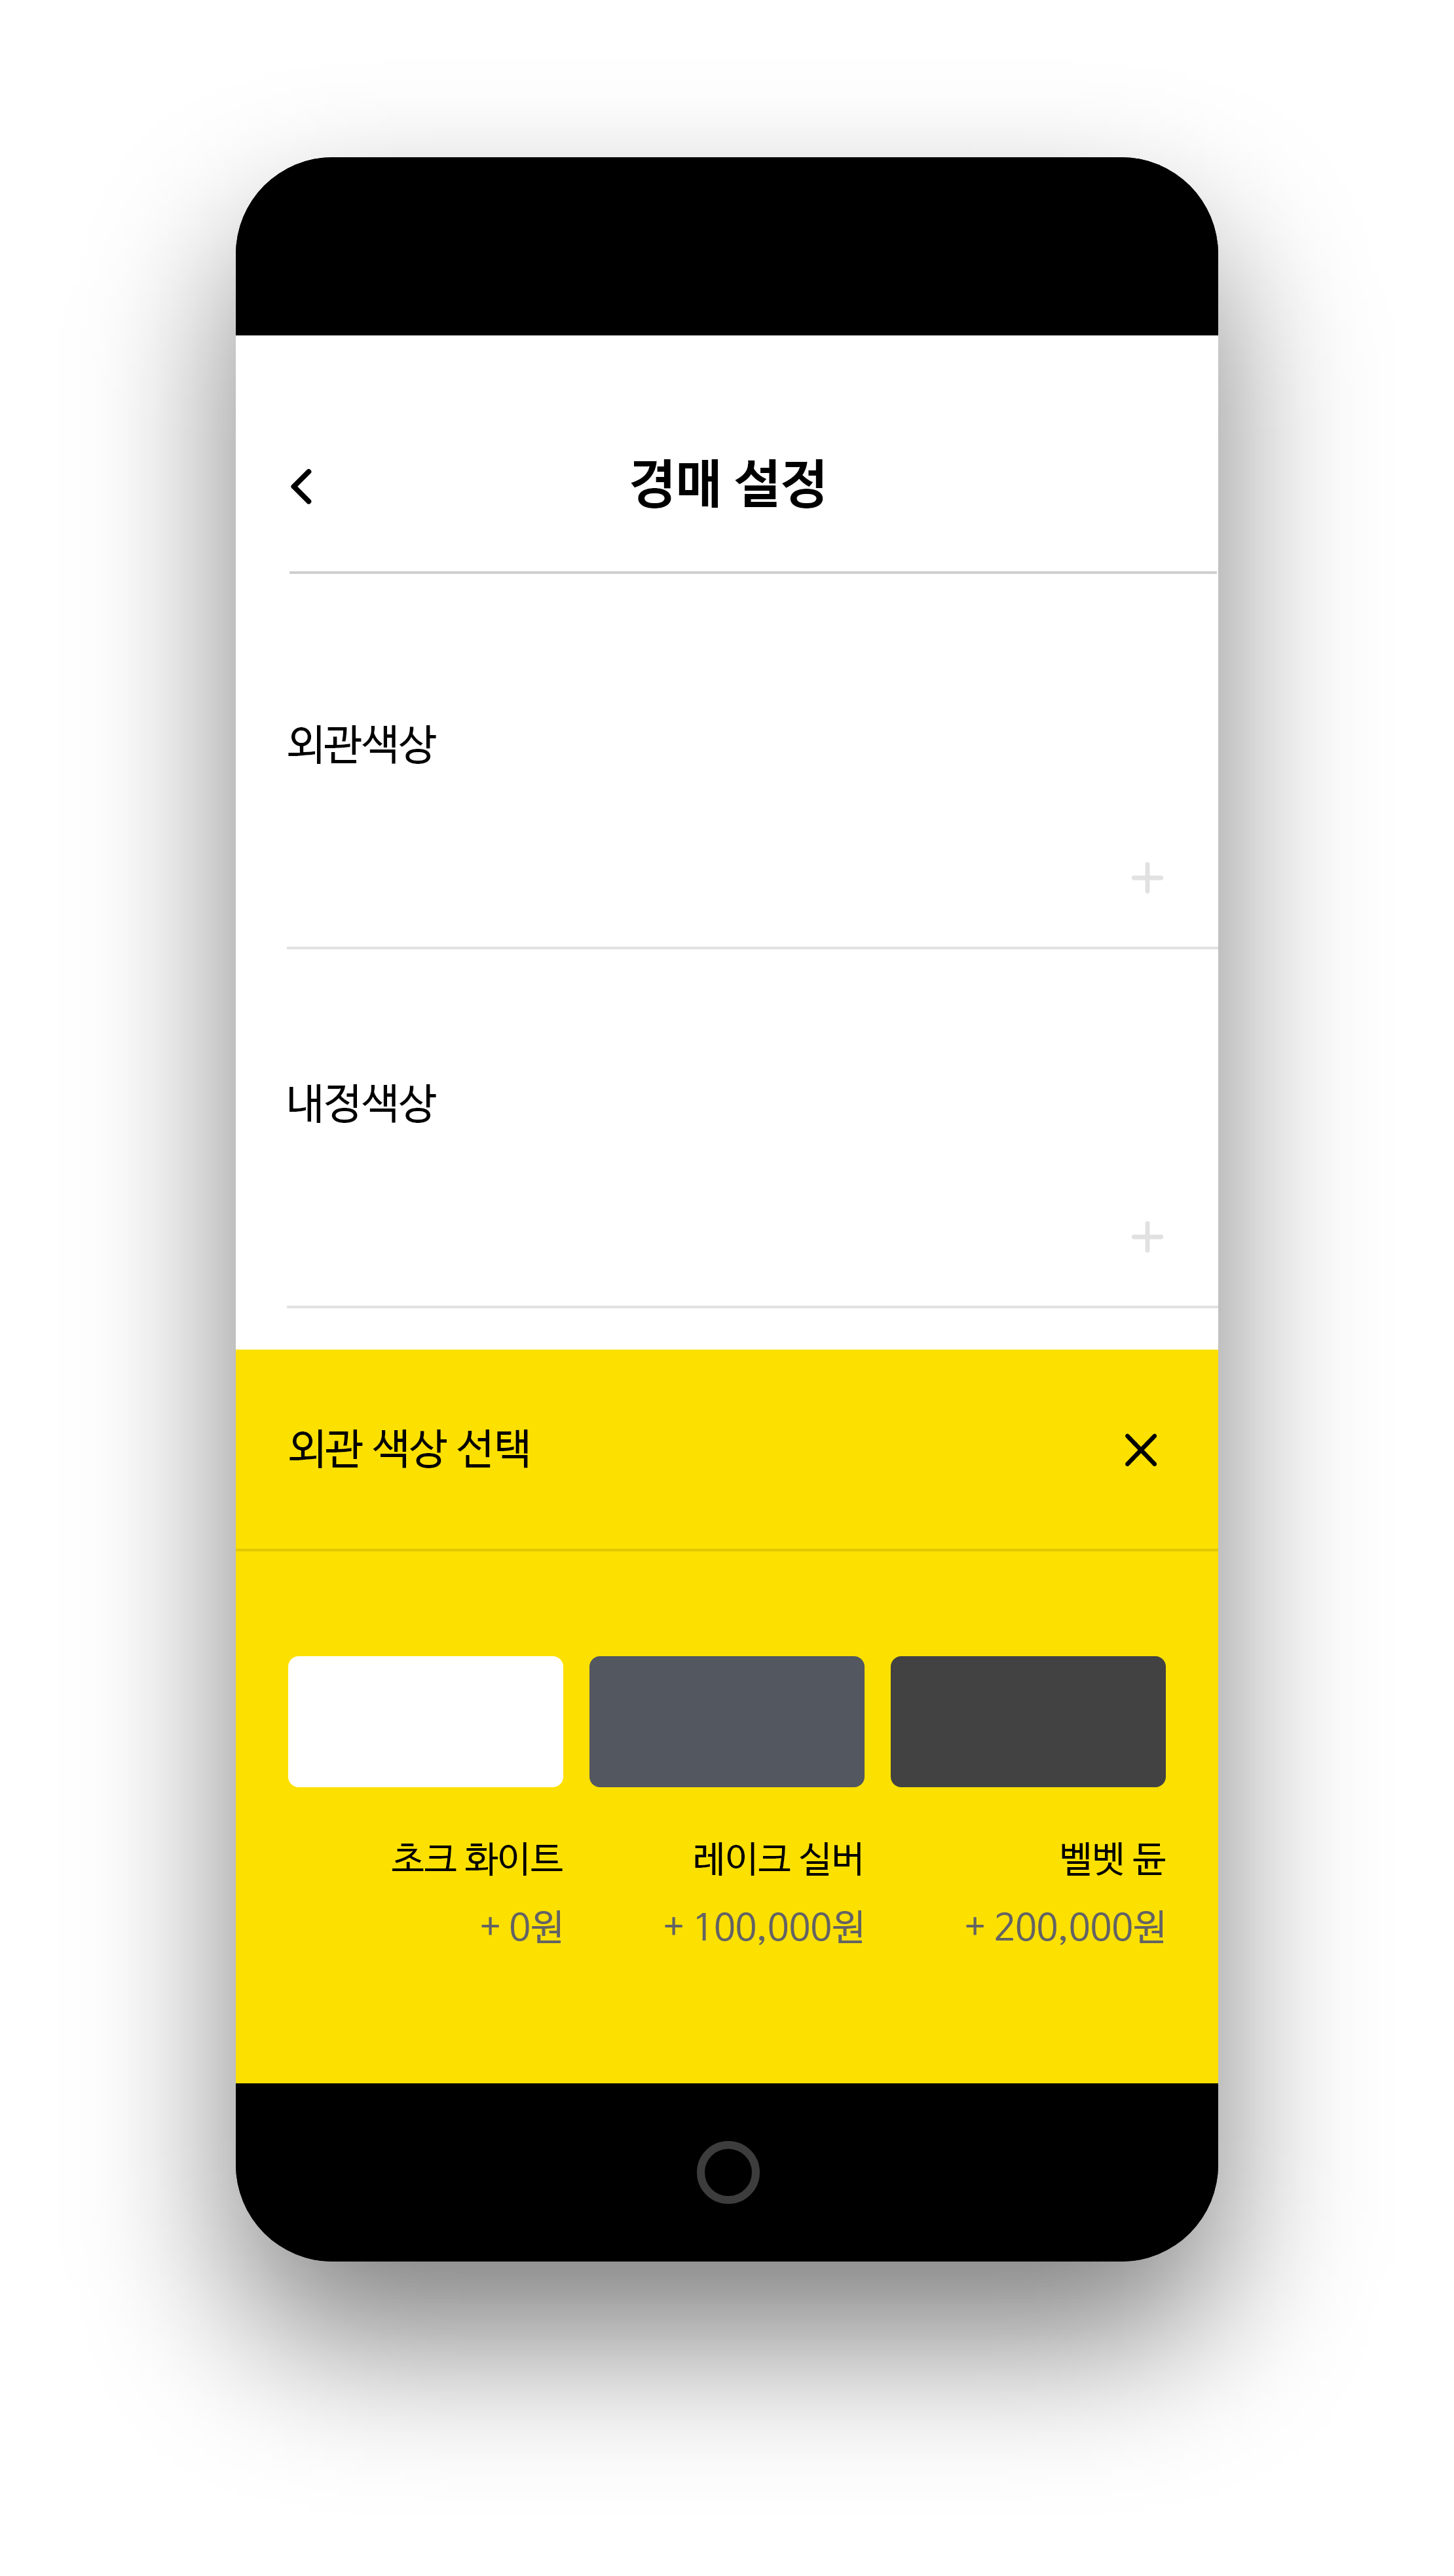 경매 설정
외관색상
내정색상
외관 색상 선택
초크 화이트
레이크 실버
벨벳 듄
+ 0원
+ 100,000원
+ 200,000원